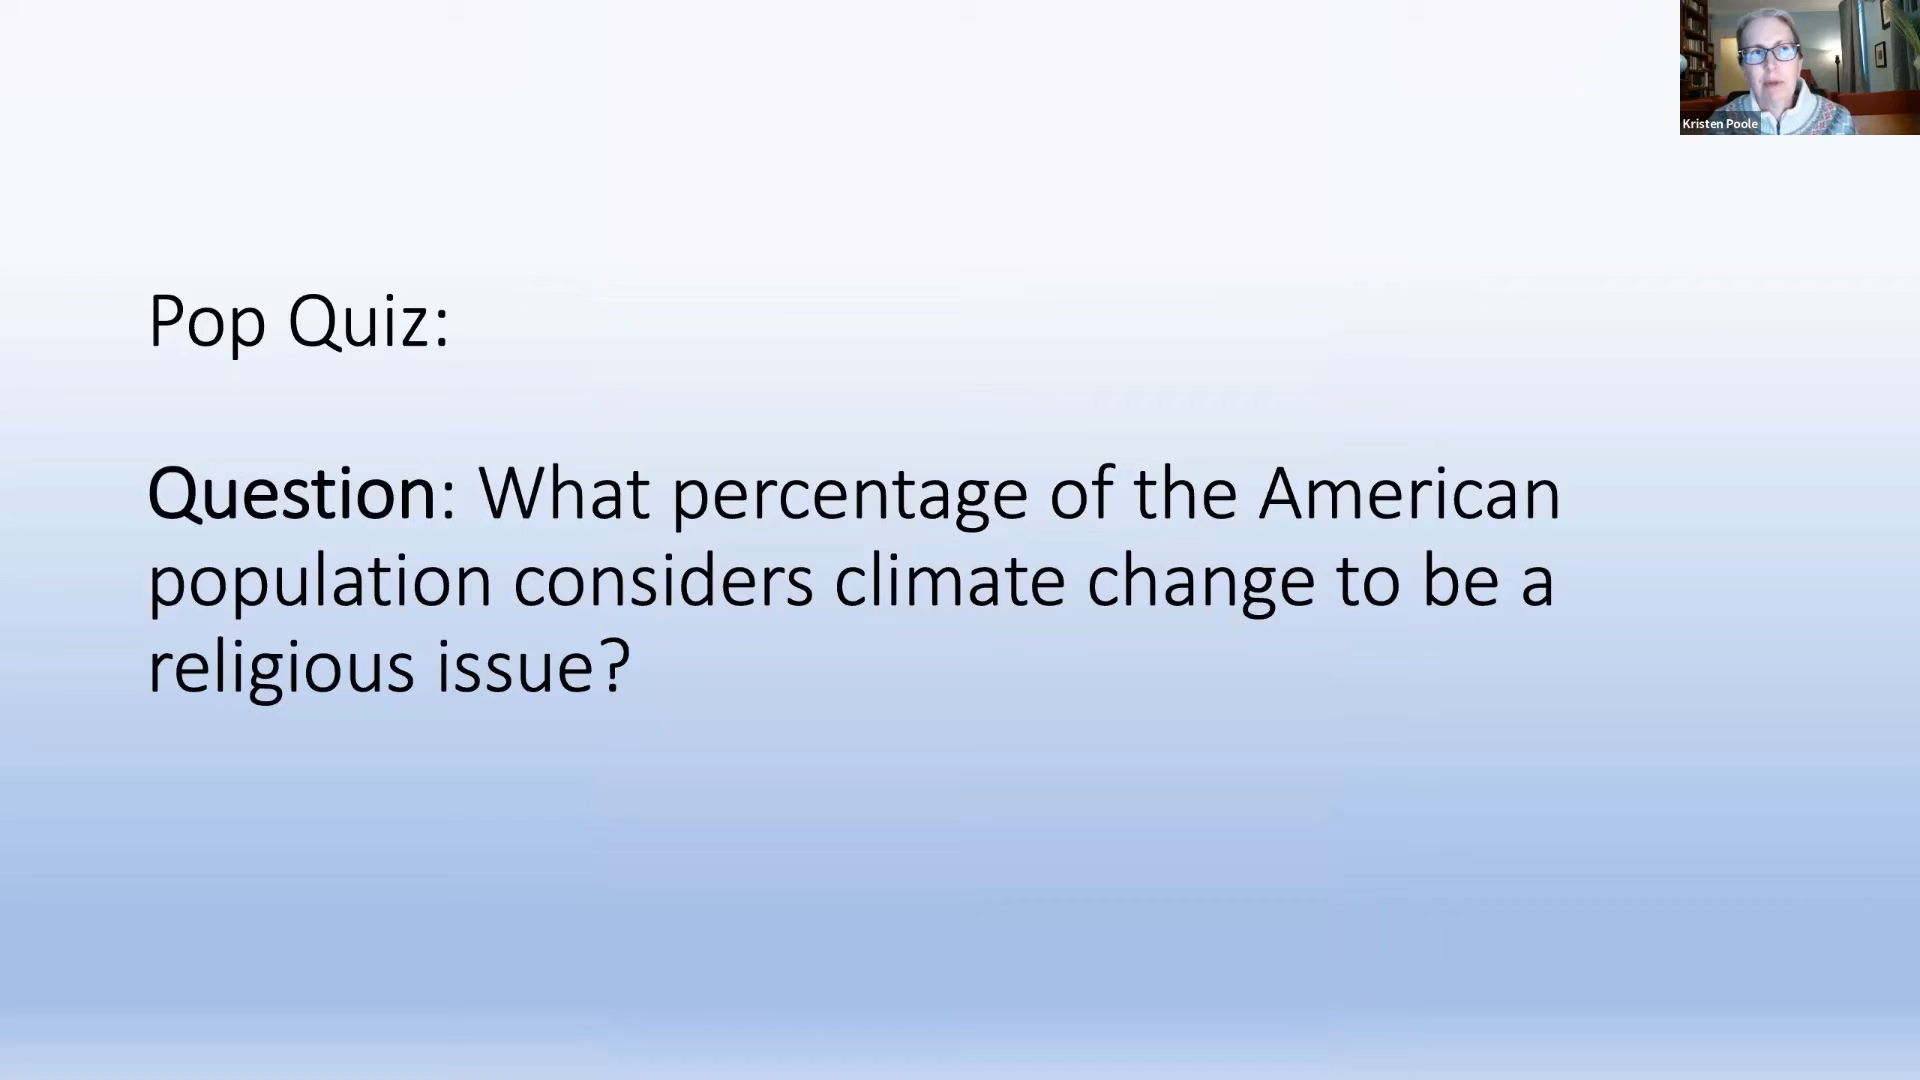 Kristen Poole
Pop Quiz:
Question: What percentage of the American
population considers climate change to be a
religious issue?